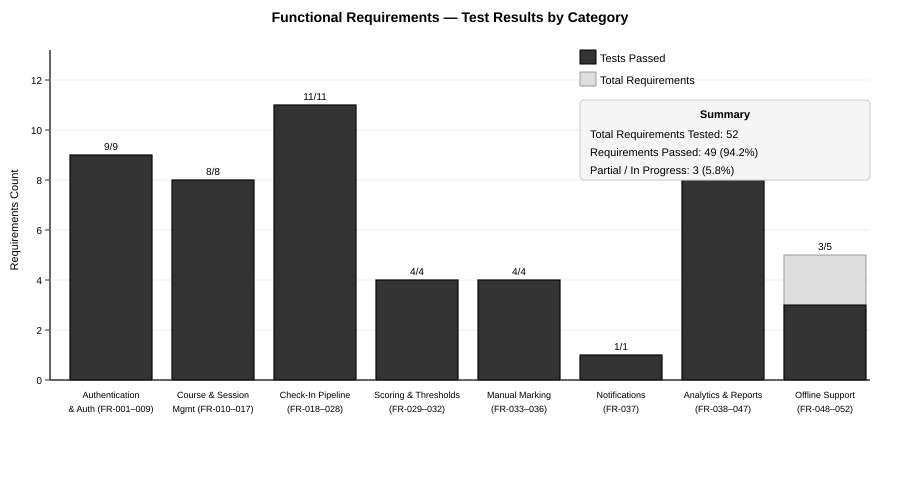 Functional Requirements — Test Results by Category
Tests Passed
Total Requirements
Summary
Total Requirements Tested: 52
Requirements Passed: 49 (94.2%)
Partial / In Progress: 3 (5.8%)
Requirements Count
12
10
8
6
4
2
0
9/9
8/8
11/11
4/4
4/4
1/1
3/5
Authentication
& Auth (FR-001–009)
Course & Session
Mgmt (FR-010–017)
Check-In Pipeline
(FR-018–028)
Scoring & Thresholds
(FR-029–032)
Manual Marking
(FR-033–036)
Notifications
(FR-037)
Analytics & Reports
(FR-038–047)
Offline Support
(FR-048–052)